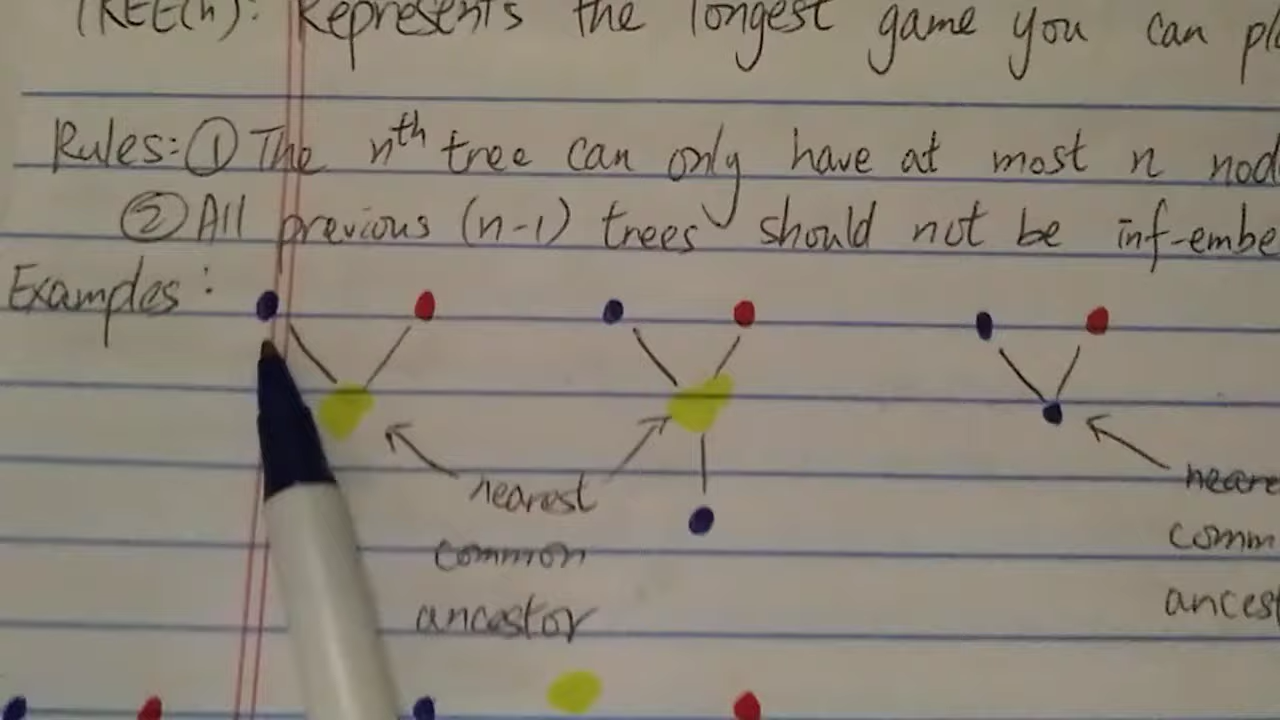 TREE(n): Represents the longest game you can
Rules: ① The nth tree can only have at most n
② All previous (n-1) trees should not be
Examples:
nearest
common
ancestor